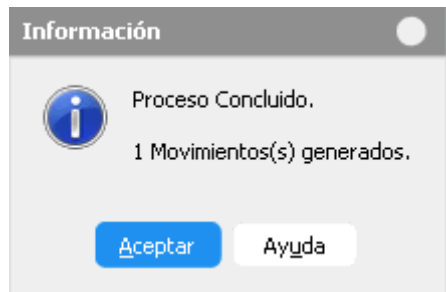 Información
Proceso Concluido.
1 Movimientos(s) generados.
Aceptar
Ayuda